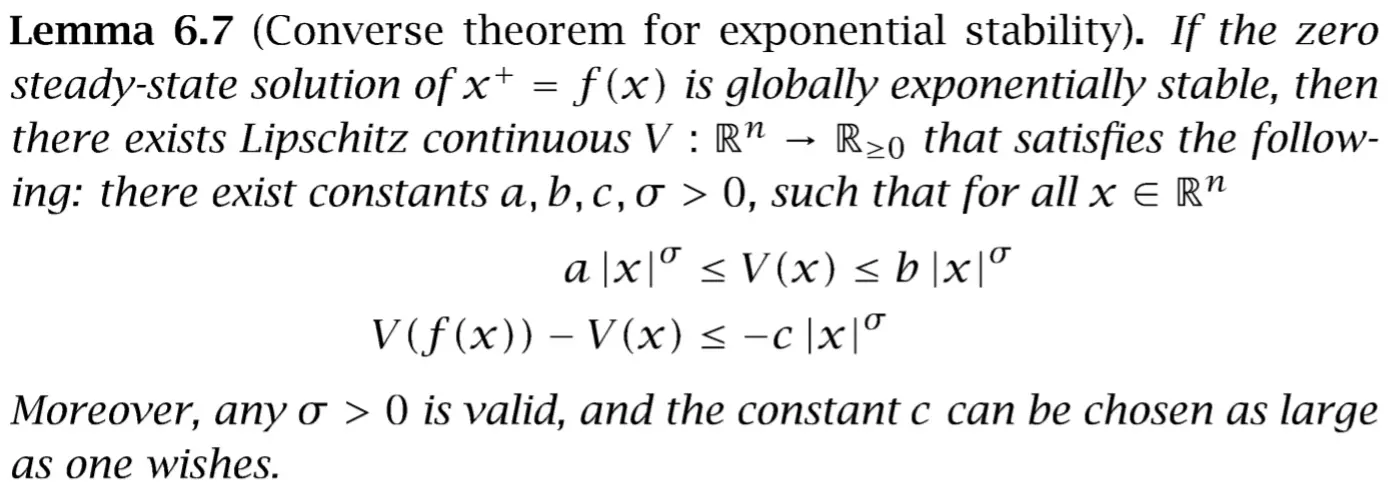 Lemma 6.7 (Converse theorem for exponential stability). If the zero
steady-state solution of x⁺ = f(x) is globally exponentially stable, then
there exists Lipschitz continuous V : ℝⁿ → ℝ≥0 that satisfies the follow-
ing: there exist constants a, b, c, σ > 0, such that for all x ∈ ℝⁿ
a |x|^σ ≤ V(x) ≤ b |x|^σ
V(f(x)) − V(x) ≤ −c |x|^σ
Moreover, any σ > 0 is valid, and the constant c can be chosen as large
as one wishes.